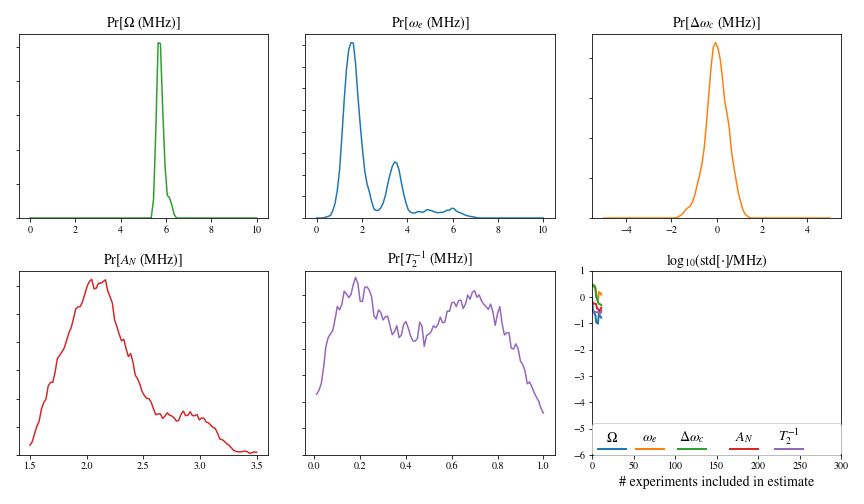 Pr[Ω (MHz)]
0 2 4 6 8 10
Pr[ωe (MHz)]
0 2 4 6 8 10
Pr[Δωc (MHz)]
−4 −2 0 2 4
Pr[AN (MHz)]
1.5 2.0 2.5 3.0 3.5
Pr[T2−1 (MHz)]
0.0 0.2 0.4 0.6 0.8 1.0
log10(std[·]/MHz)
1
0
−1
−2
−3
−4
−5
−6
Ω ωe Δωc AN T2−1
0 50 100 150 200 250 300
# experiments included in estimate